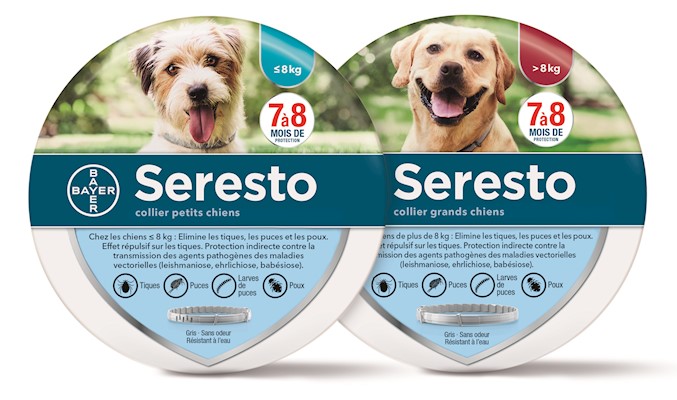 ≤8kg
7à8
MOIS DE
PROTECTION
BAYER
BAYER
Seresto
collier petits chiens
Chez les chiens ≤ 8 kg : Elimine les tiques, les puces et les poux.
Effet répulsif sur les tiques. Protection indirecte contre la
transmission des agents pathogènes des maladies
vectorielles (leishmaniose, ehrlichiose, babésiose).
Tiques
Puces
Larves
de
puces
Poux
Gris - Sans odeur
Résistant à l'eau
>8kg
7à8
MOIS DE
PROTECTION
Seresto
collier grands chiens
de plus de 8 kg : Elimine les tiques, les puces et les poux.
répulsif sur les tiques. Protection indirecte contre la
des agents pathogènes des maladies
vectorielles (leishmaniose, ehrlichiose, babésiose).
Tiques
Puces
Larves
de
puces
Poux
Gris - Sans odeur
Résistant à l'eau